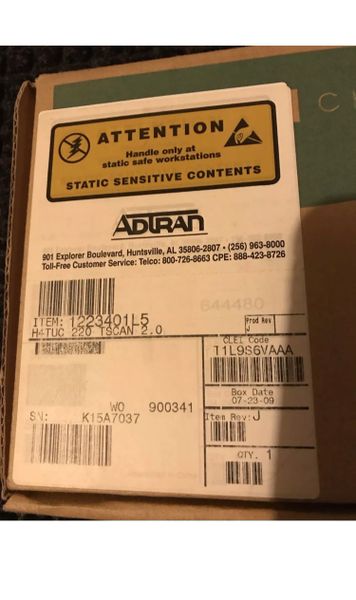 C
ATTENTION
Handle only at
static safe workstations
STATIC SENSITIVE CONTENTS
ADTRAN
901 Explorer Boulevard, Huntsville, AL 35806-2807 • (256) 963-8000
Toll-Free Customer Service: Telco: 800-726-8663 CPE: 888-423-8726
644480
ITEM: 1223401L5
Prod Rev
J
H4TUC 220 TSCAN 2.0
CLEI Code
T1L9S6VAAA
Box Date
07-23-09
WO 900341
Item Rev: J
SN: K15A7037
QTY. 1